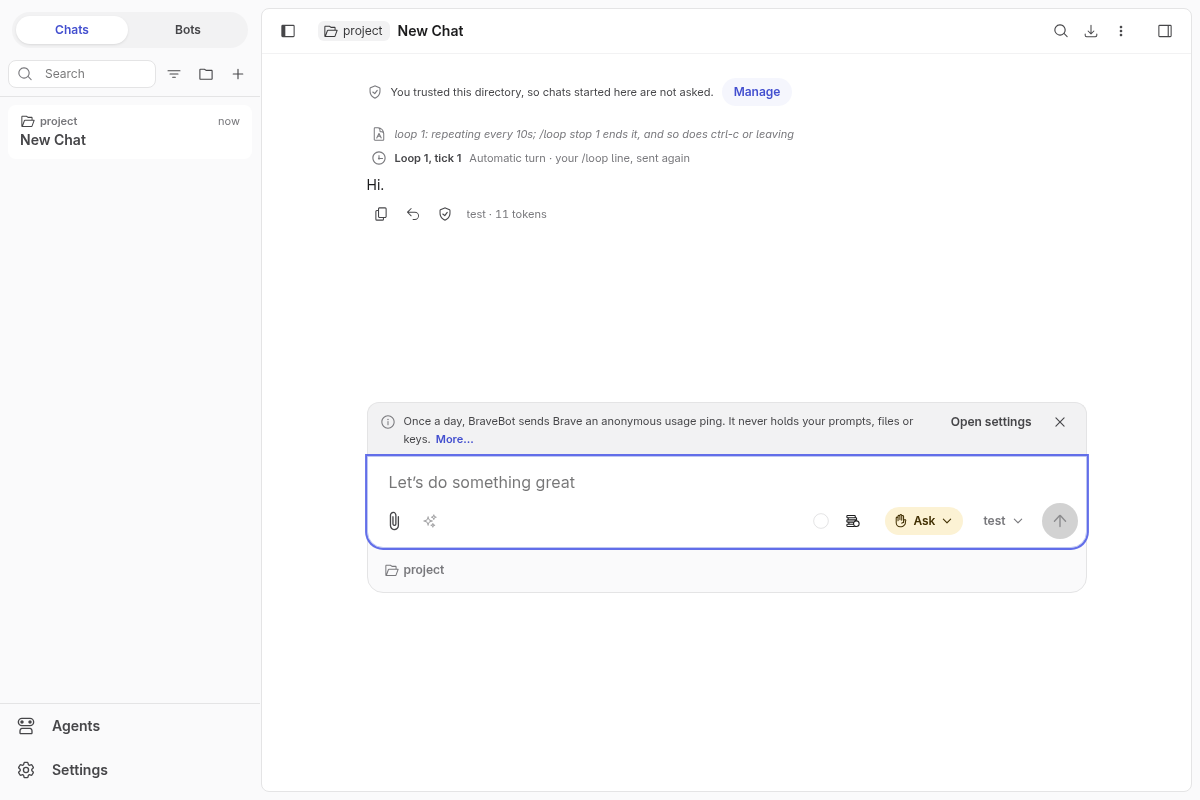 Chats
Bots
project
New Chat
Search
You trusted this directory, so chats started here are not asked.
Manage
project
now
New Chat
loop 1: repeating every 10s; /loop stop 1 ends it, and so does ctrl-c or leaving
Loop 1, tick 1 Automatic turn · your /loop line, sent again
Hi.
test · 11 tokens
Once a day, BraveBot sends Brave an anonymous usage ping. It never holds your prompts, files or
keys. More...
Open settings
Let's do something great
Ask
test
project
Agents
Settings